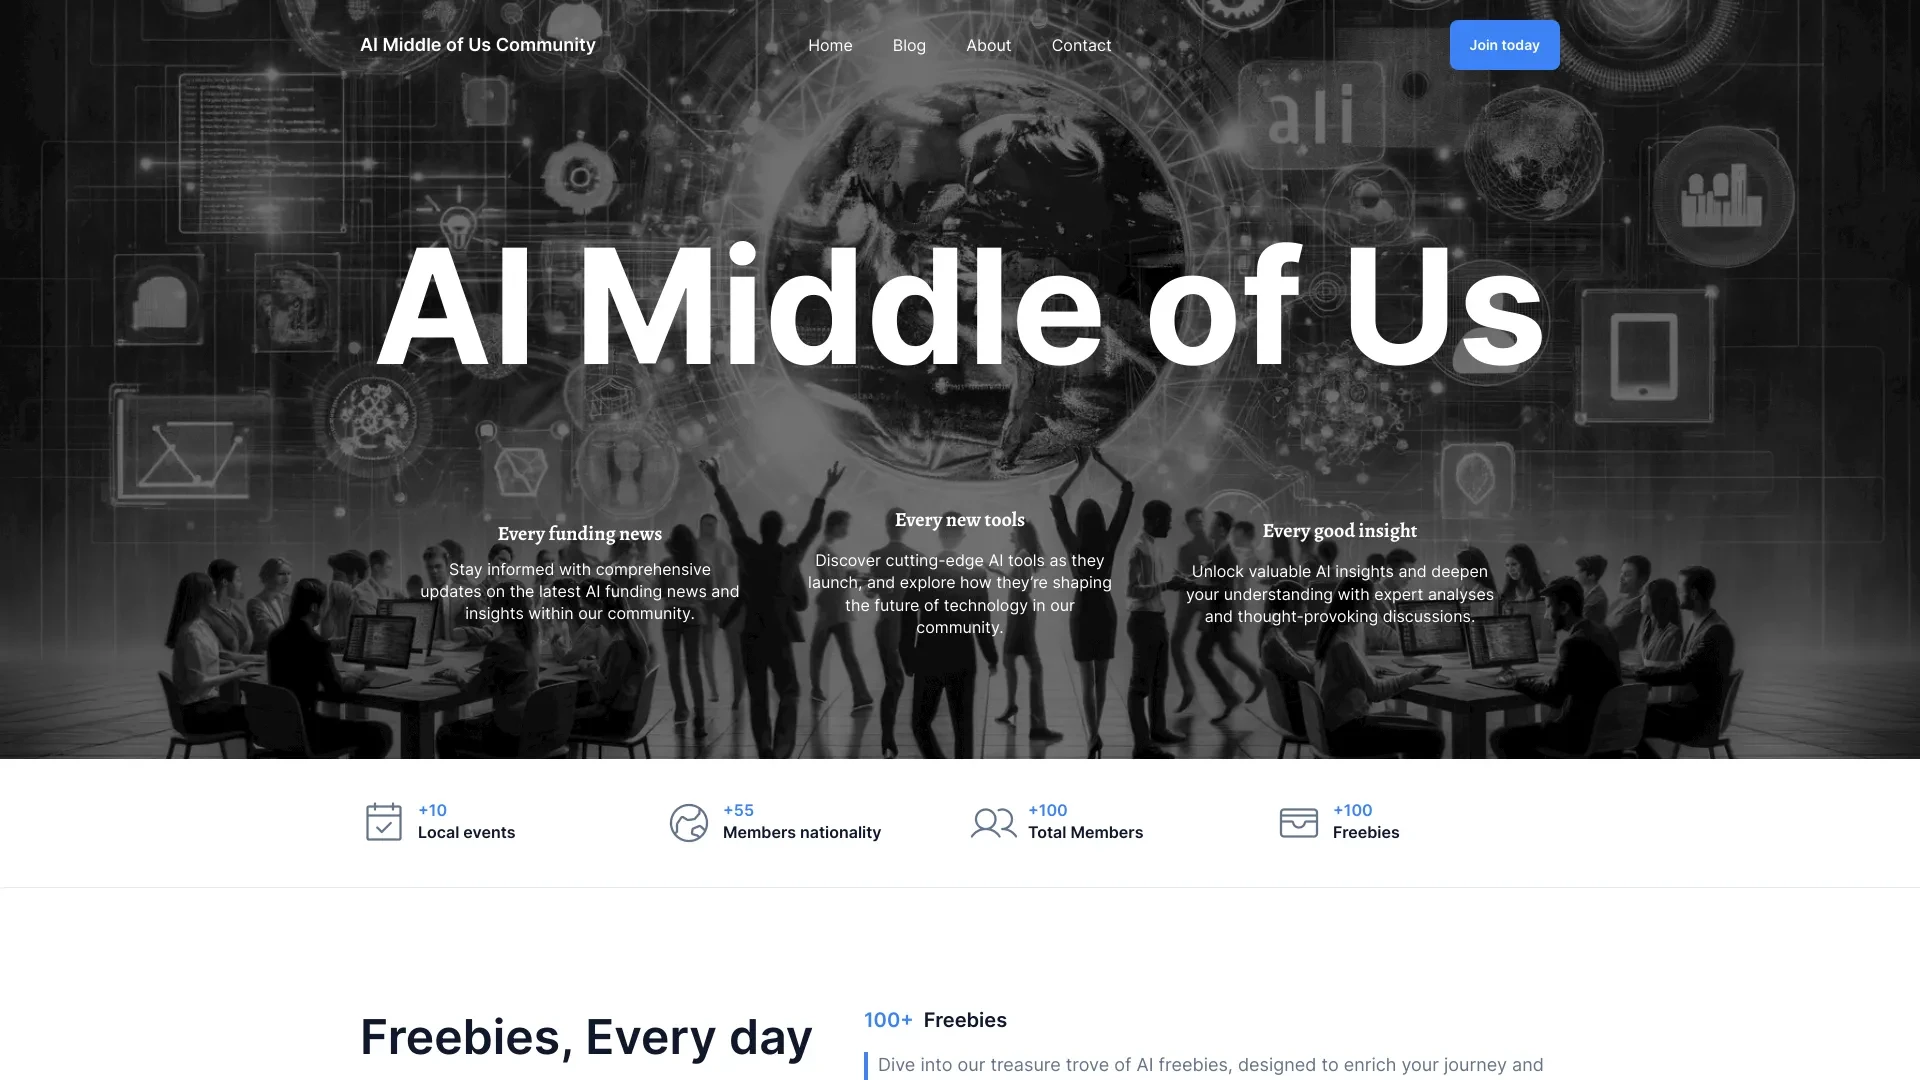 AI Middle of Us Community
Home
Blog
About
Contact
Join today
ali
AI Middle of Us
Every funding news
Stay informed with comprehensive
updates on the latest AI funding news and
insights within our community.
Every new tools
Discover cutting-edge AI tools as they
launch, and explore how they're shaping
the future of technology in our
community.
Every good insight
Unlock valuable AI insights and deepen
your understanding with expert analyses
and thought-provoking discussions.
+10
Local events
+55
Members nationality
+100
Total Members
+100
Freebies
Freebies, Every day
100+ Freebies
Dive into our treasure trove of AI freebies, designed to enrich your journey and